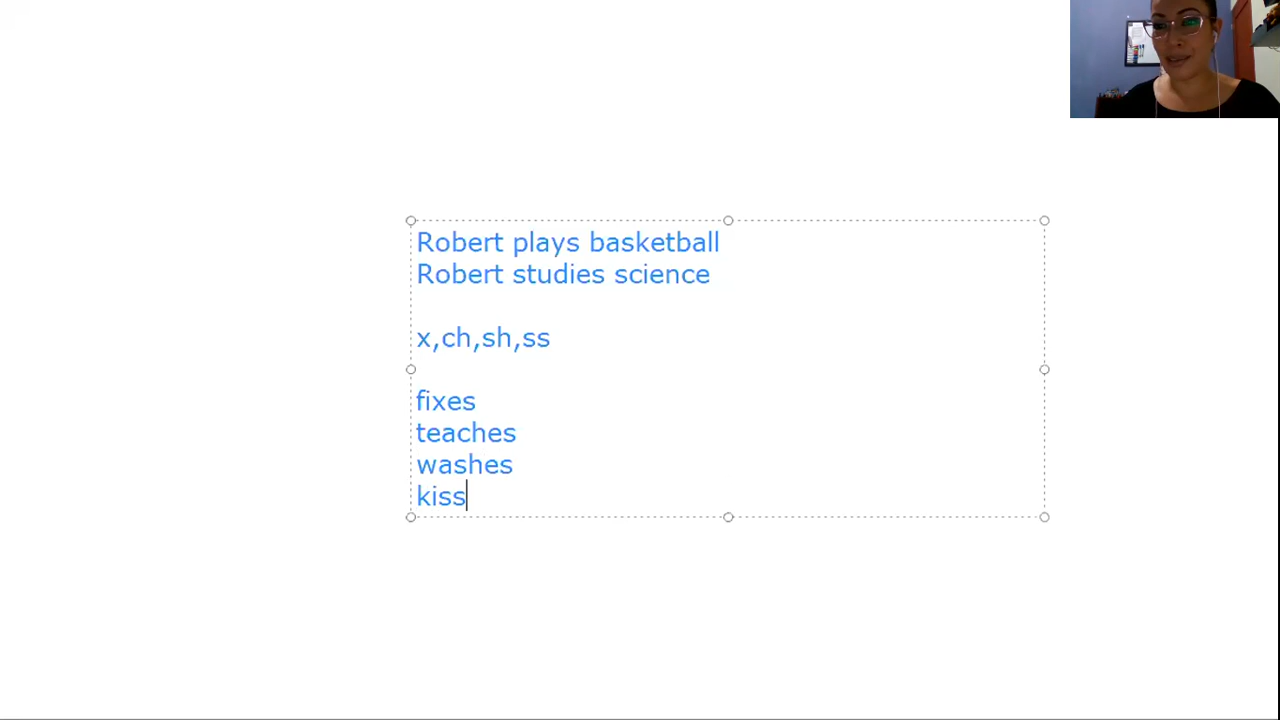 Robert plays basketball
Robert studies science
x,ch,sh,ss
fixes
teaches
washes
kiss